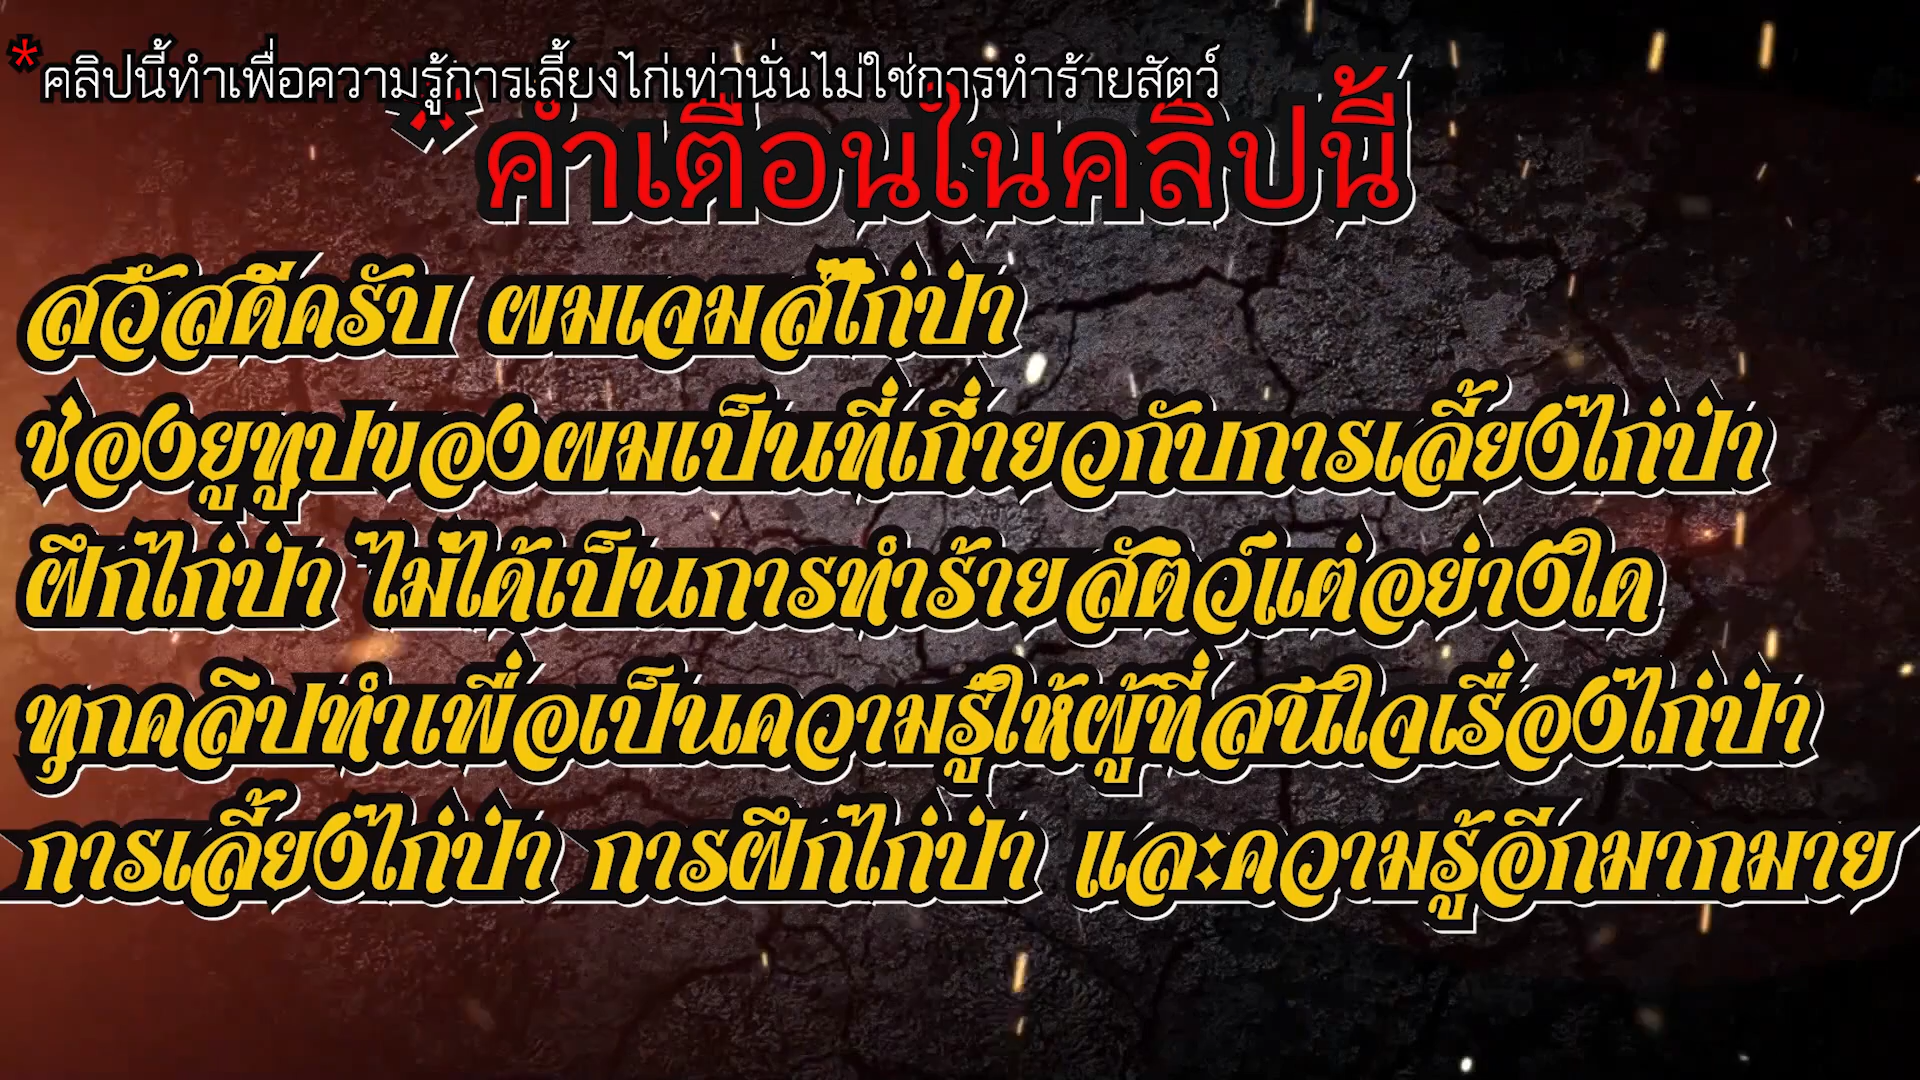 *คลิปนี้ทำเพื่อความรู้การเลี้ยงไก่เท่านั่นไม่ใช่การทำร้ายสัตว์
*คำเตือนในคลิปนี้
สวัสดีครับ ผมเจมส์ไก่ป่า
ช่องยูทูปของผมเป็นที่เกี่ายวกับการเลี้ยงไก่ป่า
ฝึกไก่ป่า ไม่ได้เป็นการทำร้ายสัติว์แต่อย่างใด
ทุกคลิปทำเพื่อเป็นความรู้ให้ผู้ที่สนใจเรื่องไก่ป่า
การเลี้ยงไก่ป่า การฝึกไก่ป่า และความรู้อีกมากมาย